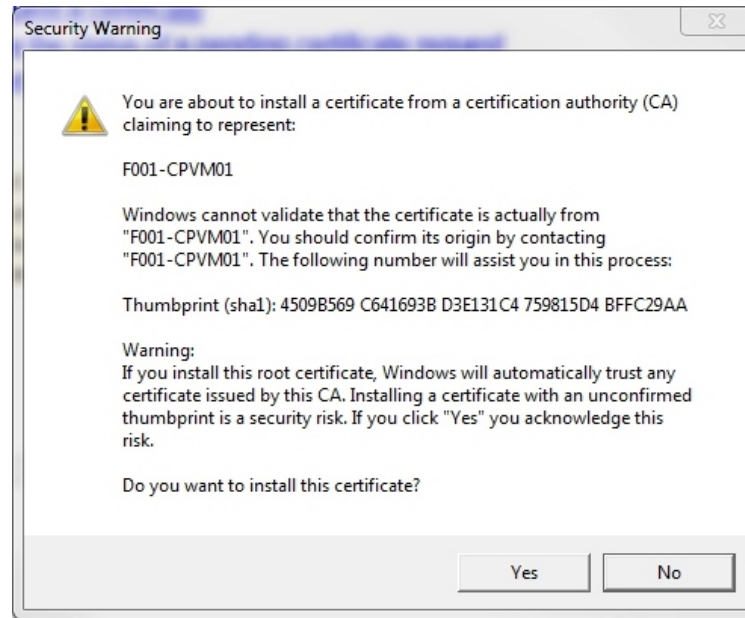 Security Warning
You are about to install a certificate from a certification authority (CA)
claiming to represent:
F001-CPVM01
Windows cannot validate that the certificate is actually from
"F001-CPVM01". You should confirm its origin by contacting
"F001-CPVM01". The following number will assist you in this process:
Thumbprint (sha1): 4509B569 C641693B D3E131C4 759815D4 BFFC29AA
Warning:
If you install this root certificate, Windows will automatically trust any
certificate issued by this CA. Installing a certificate with an unconfirmed
thumbprint is a security risk. If you click "Yes" you acknowledge this
risk.
Do you want to install this certificate?
Yes
No